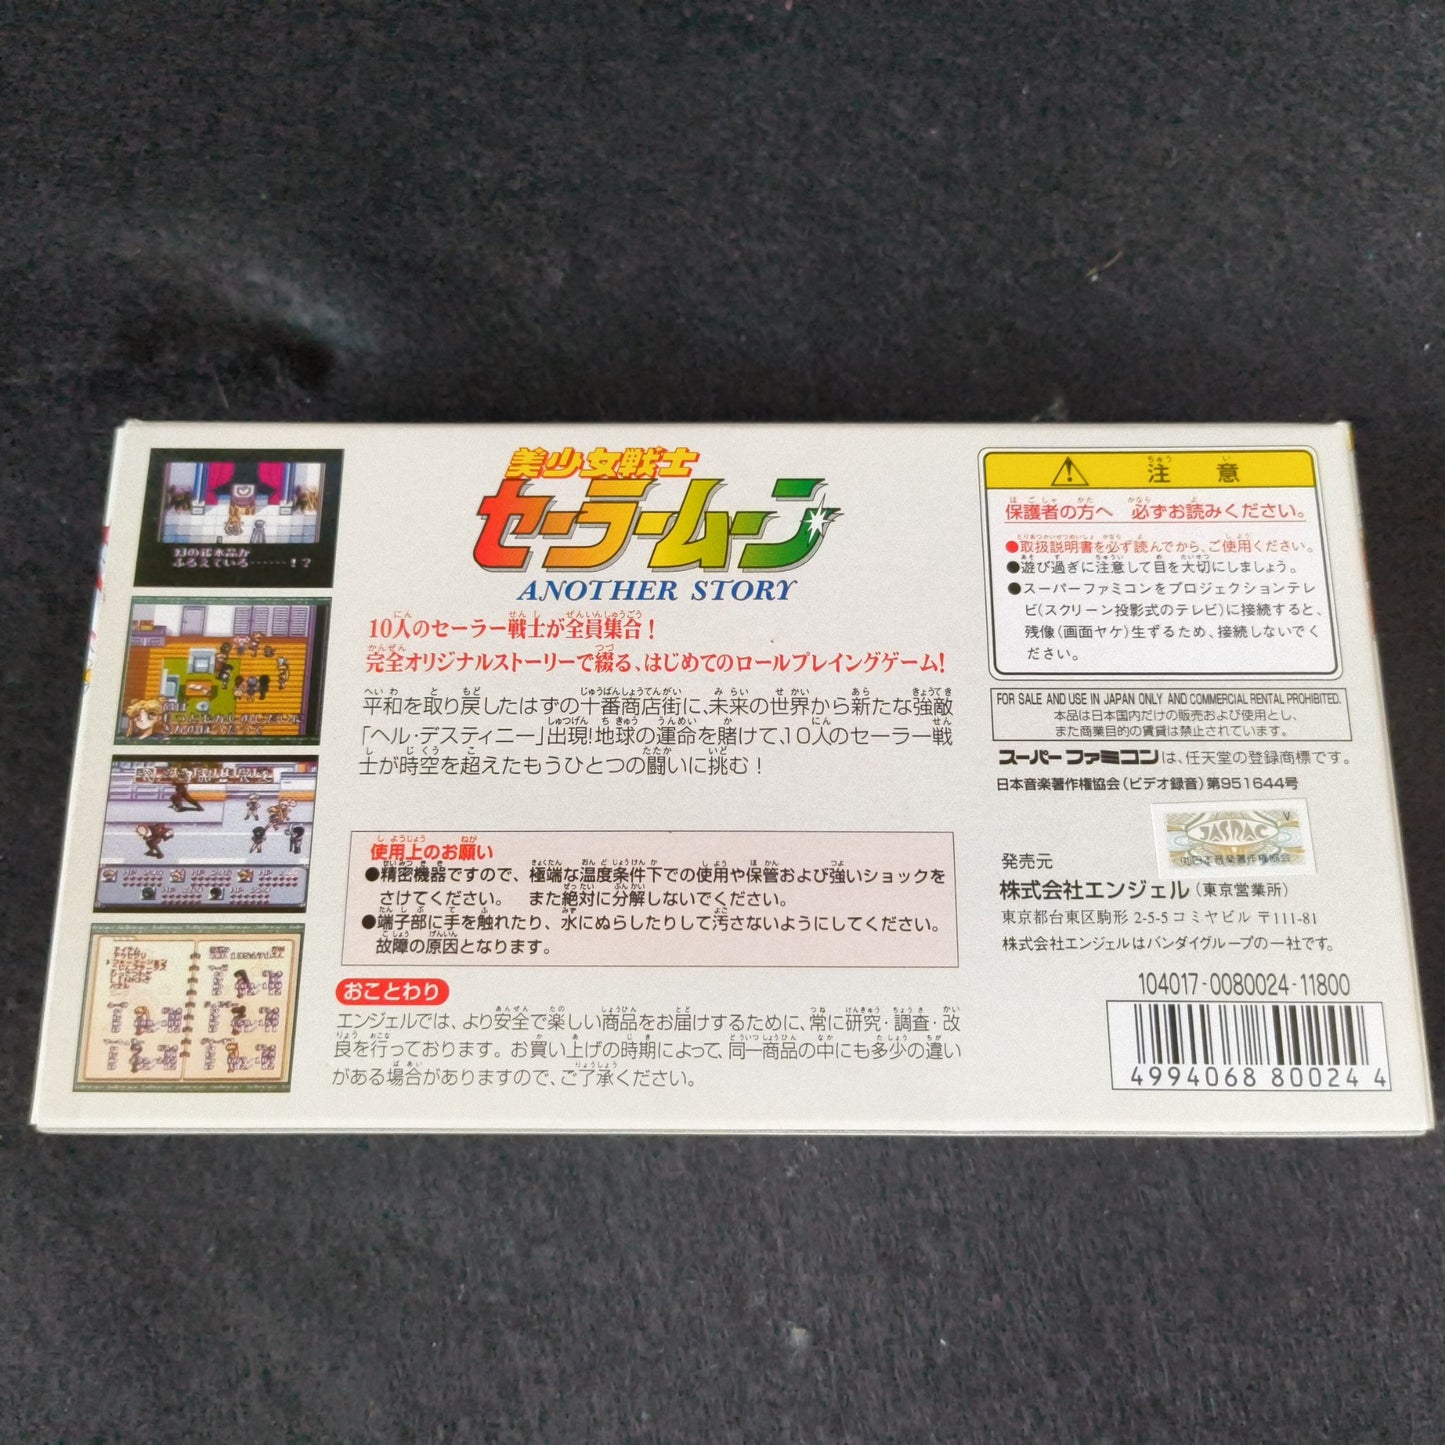 美少女戦士
セーラームーン
ANOTHER STORY
10人のセーラー戦士が全員集合!
完全オリジナルストーリーで綴る、はじめてのロールプレイングゲーム!
平和を取り戻したはずの十番商店街に、未来の世界から新たな強敵
「ヘル・デスティニー」出現!地球の運命を賭けて、10人のセーラー戦
士が時空を超えたもうひとつの闘いに挑む!
使用上のお願い
●精密機器ですので、極端な温度条件下での使用や保管および強いショックを
さけてください。 また絶対に分解しないでください。
●端子部に手を触れたり、水にぬらしたりして汚さないようにしてください。
故障の原因となります。
おことわり
エンジェルでは、より安全で楽しい商品をお届けするために、常に研究・調査・改
良を行っております。お買い上げの時期によって、同一商品の中にも多少の違い
がある場合がありますので、ご了承ください。
幻の銀水晶が
ふるえている……!?
注意
保護者の方へ 必ずお読みください。
●取扱説明書を必ず読んでから、ご使用ください。
●遊び過ぎに注意して目を大切にしましょう。
●スーパーファミコンをプロジェクションテレ
ビ(スクリーン投影式のテレビ)に接続すると、
残像(画面ヤケ)生ずるため、接続しないでく
ださい。
FOR SALE AND USE IN JAPAN ONLY AND COMMERCIAL RENTAL PROHIBITED.
本品は日本国内だけの販売および使用とし、
また商業目的の賃貸は禁止されています。
スーパーファミコンは、任天堂の登録商標です。
日本音楽著作権協会(ビデオ録音)第951644号
V
JASRAC
日本音楽著作権協会
発売元
株式会社エンジェル(東京営業所)
東京都台東区駒形 2-5-5 コミヤビル 〒111-81
株式会社エンジェルはバンダイグループの一社です。
104017-0080024-11800
4994068 80024 4